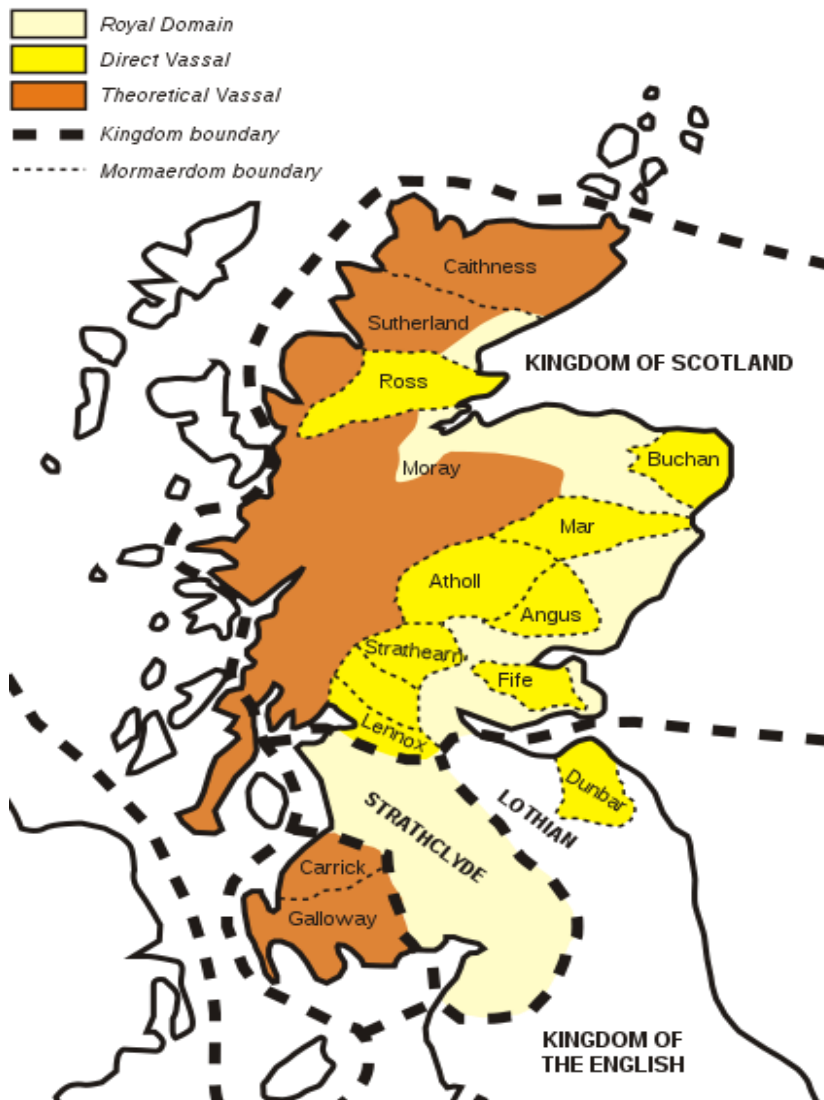 Royal Domain
Direct Vassal
Theoretical Vassal
Kingdom boundary
Mormaerdom boundary
Caithness
Sutherland
KINGDOM OF SCOTLAND
Ross
Buchan
Moray
Mar
Atholl
Angus
Strathearn
Fife
Lennox
Dunbar
LOTHIAN
STRATHCLYDE
Carrick
Galloway
KINGDOM OF
THE ENGLISH